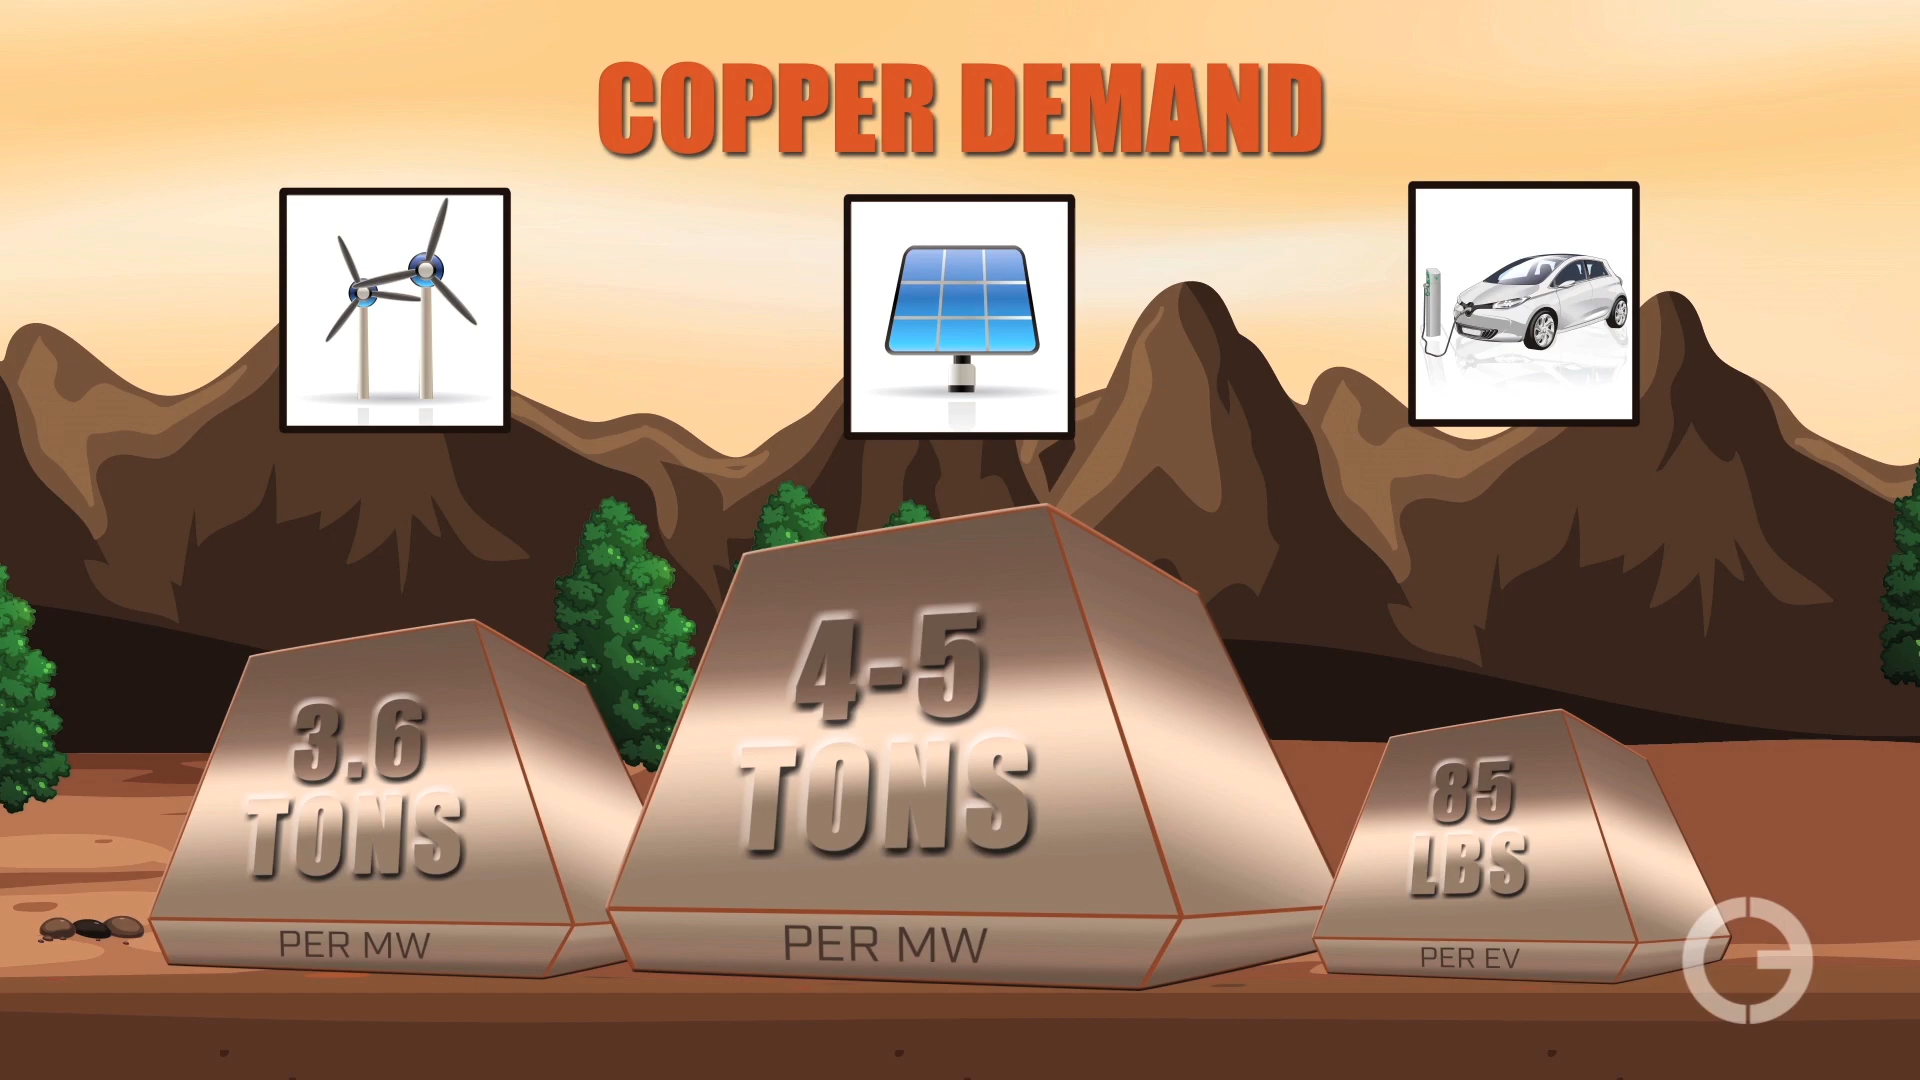 COPPER DEMAND
3.6
TONS
PER MW
4-5
TONS
PER MW
85
LBS
PER EV